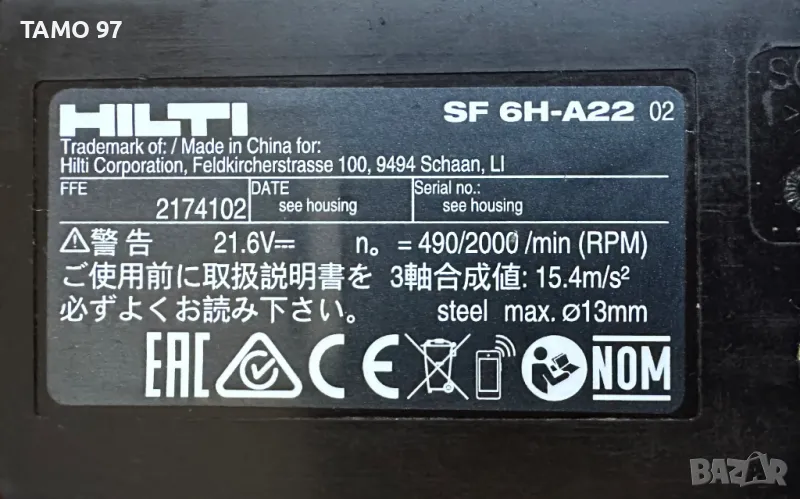 TAMO 97
HILTI SF 6H-A22 02
Trademark of: / Made in China for:
Hilti Corporation, Feldkircherstrasse 100, 9494 Schaan, LI
FFE DATE Serial no.:
2174102 see housing see housing
⚠警告 21.6V⎓ n₀ = 490/2000 /min (RPM)
ご使用前に取扱説明書を 3軸合成値: 15.4m/s²
必ずよくお読み下さい。 steel max. ø13mm
EAC CE NOM
BAZAR